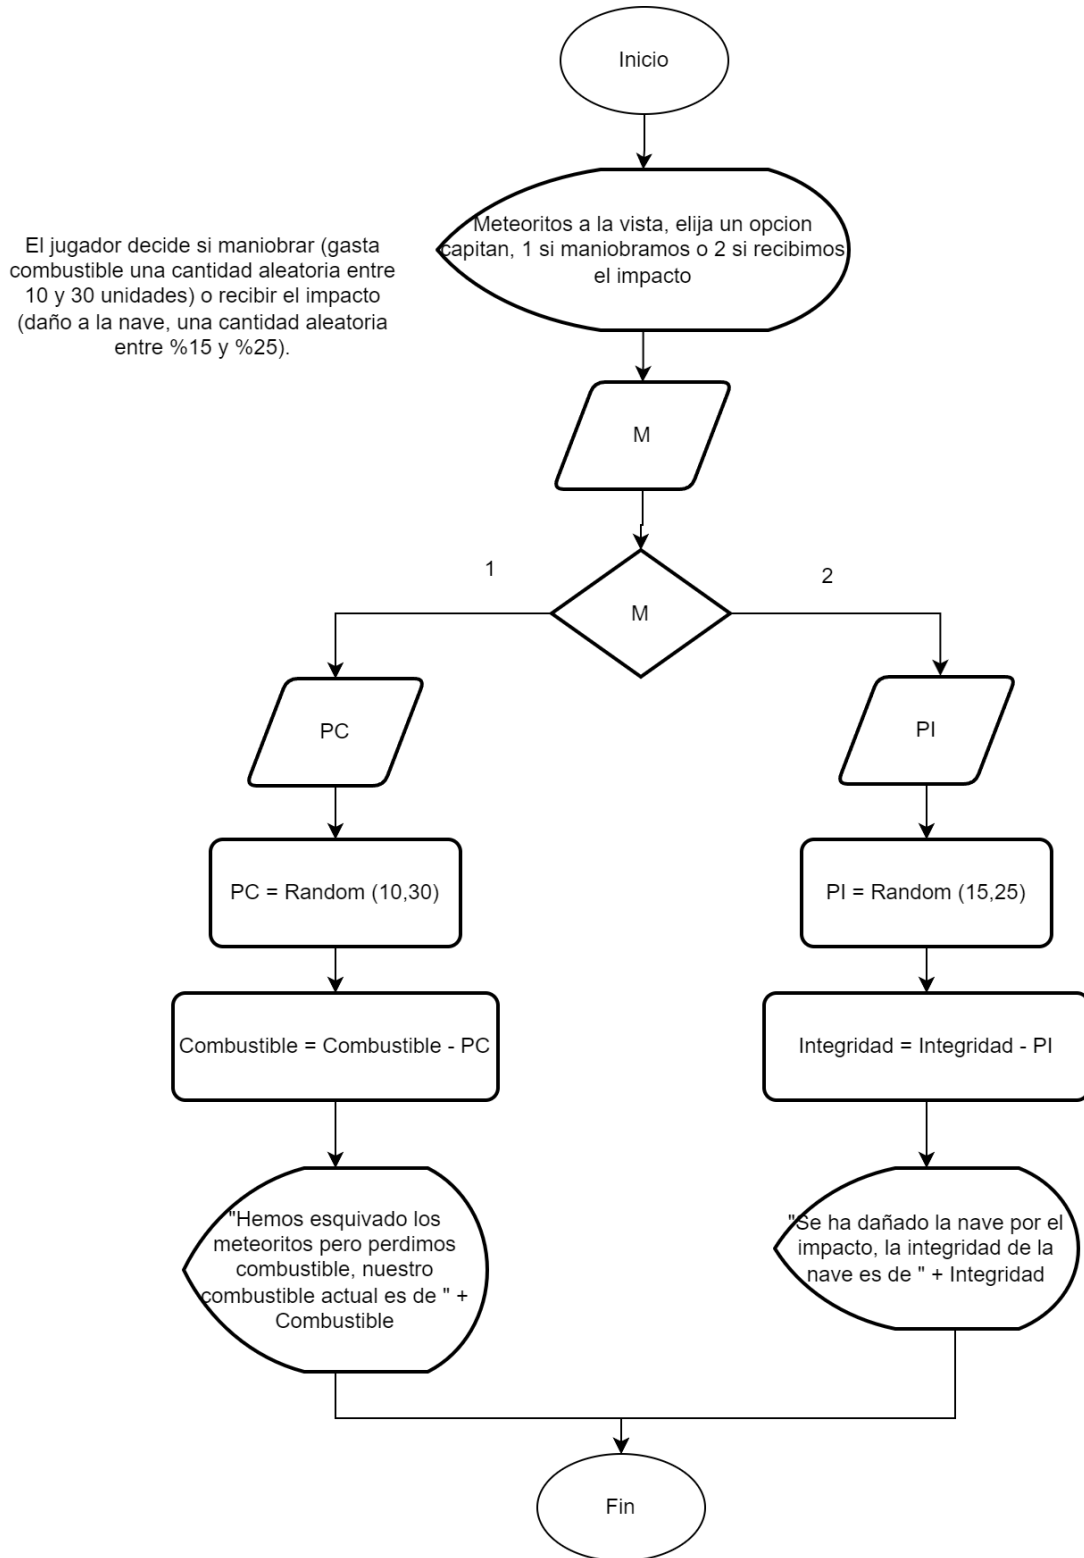 Inicio
Meteoritos a la vista, elija un opcion
capitan, 1 si maniobramos o 2 si recibimos
el impacto
El jugador decide si maniobrar (gasta
combustible una cantidad aleatoria entre
10 y 30 unidades) o recibir el impacto
(daño a la nave, una cantidad aleatoria
entre %15 y %25).
M
1
2
M
PC
PI
PC = Random (10,30)
PI = Random (15,25)
Combustible = Combustible - PC
Integridad = Integridad - PI
"Hemos esquivado los
meteoritos pero perdimos
combustible, nuestro
combustible actual es de " +
Combustible
"Se ha dañado la nave por el
impacto, la integridad de la
nave es de " + Integridad
Fin